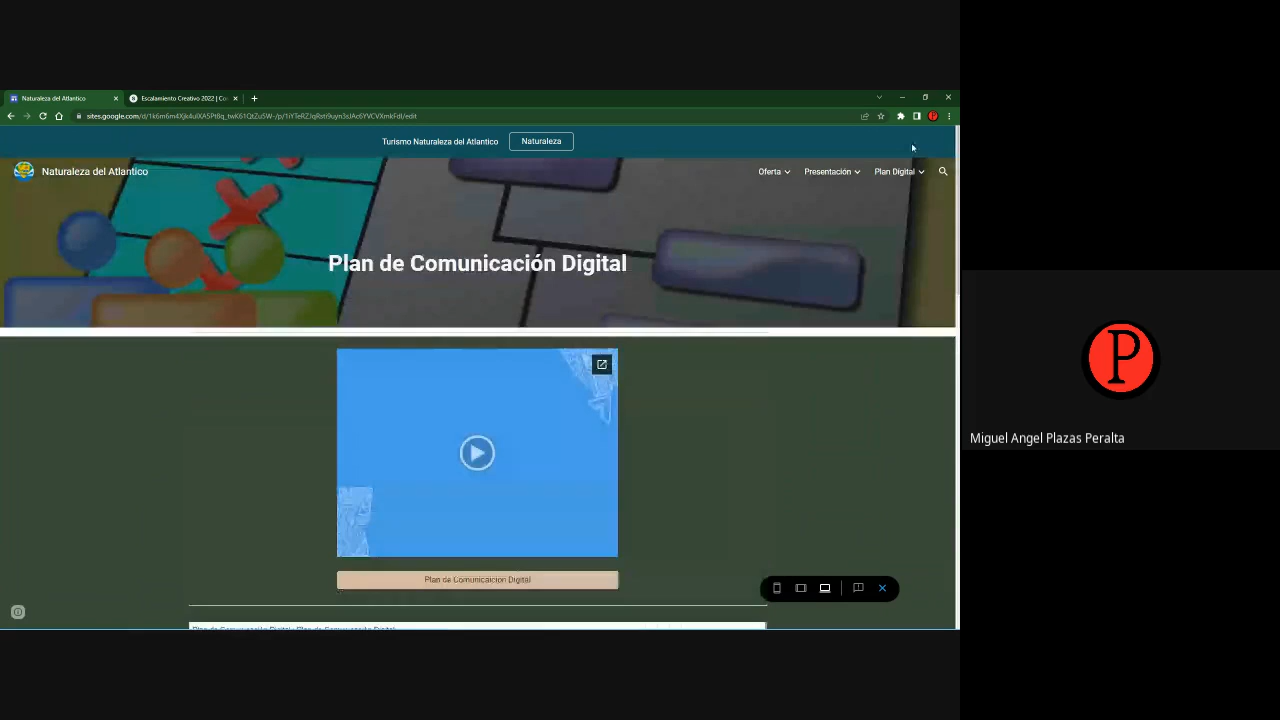 Naturaleza del Atlantico
Escalamiento Creativo 2022 | Co
Turismo Naturaleza del Atlantico
Naturaleza
Naturaleza del Atlantico
Oferta
Presentación
Plan Digital
Plan de Comunicación Digital
Plan de Comunicaicion Digital
P
Miguel Angel Plazas Peralta